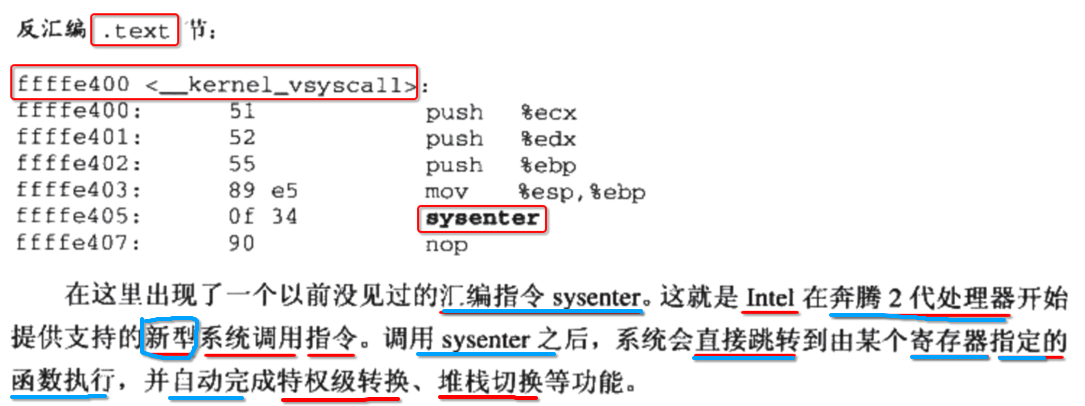 反汇编 .text 节：
ffffe400 <__kernel_vsyscall>:
ffffe400: 51 push %ecx
ffffe401: 52 push %edx
ffffe402: 55 push %ebp
ffffe403: 89 e5 mov %esp,%ebp
ffffe405: 0f 34 sysenter
ffffe407: 90 nop
在这里出现了一个以前没见过的汇编指令 sysenter。这就是 Intel 在奔腾 2 代处理器开始
提供支持的新型系统调用指令。调用 sysenter 之后，系统会直接跳转到由某个寄存器指定的
函数执行，并自动完成特权级转换、堆栈切换等功能。